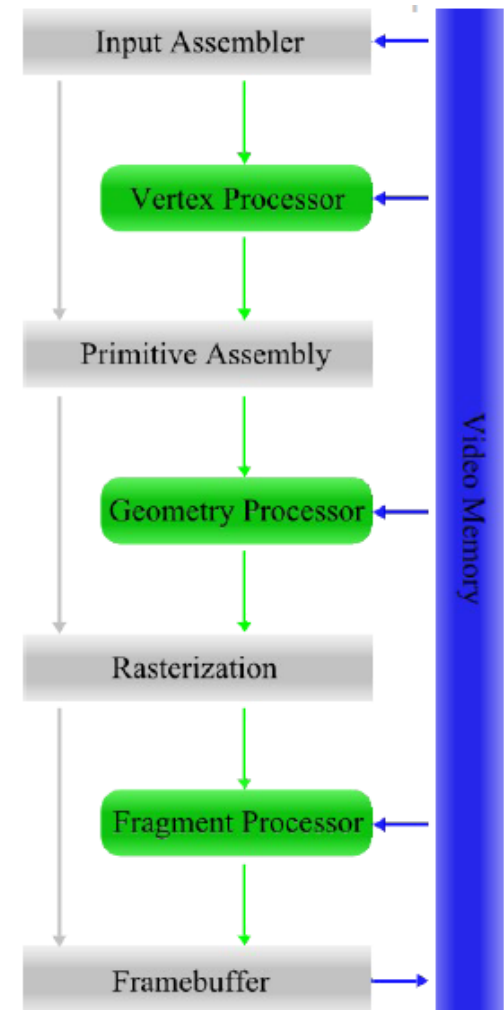 Input Assembler
Vertex Processor
Primitive Assembly
Geometry Processor
Rasterization
Fragment Processor
Framebuffer
Video Memory